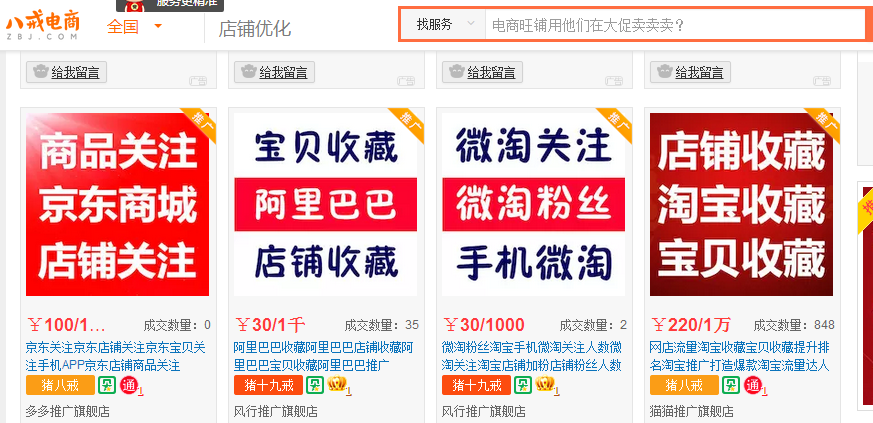 服务更精准
八戒电商
ZBJ.COM
全国
店铺优化
找服务
电商旺铺用他们在大促卖卖卖？
给我留言
给我留言
给我留言
给我留言
推广
商品关注
京东商城
店铺关注
推广
宝贝收藏
阿里巴巴
店铺收藏
推广
微淘关注
微淘粉丝
手机微淘
推广
店铺收藏
淘宝收藏
宝贝收藏
￥100/1... 成交数量：0
京东关注京东店铺关注京东宝贝关
注手机APP京东店铺商品关注
猪八戒 通 1
多多推广旗舰店
￥30/1千 成交数量：35
阿里巴巴收藏阿里巴巴店铺收藏阿
里巴巴宝贝收藏阿里巴巴推广
猪十九戒 1
风行推广旗舰店
￥30/1000 成交数量：2
微淘粉丝淘宝手机微淘关注人数微
淘关注淘宝店铺加粉店铺粉丝人数
猪十九戒 1
风行推广旗舰店
￥220/1万 成交数量：848
网店流量淘宝收藏宝贝收藏提升排
名淘宝推广打造爆款淘宝流量达人
猪八戒 通 1
猫猫推广旗舰店